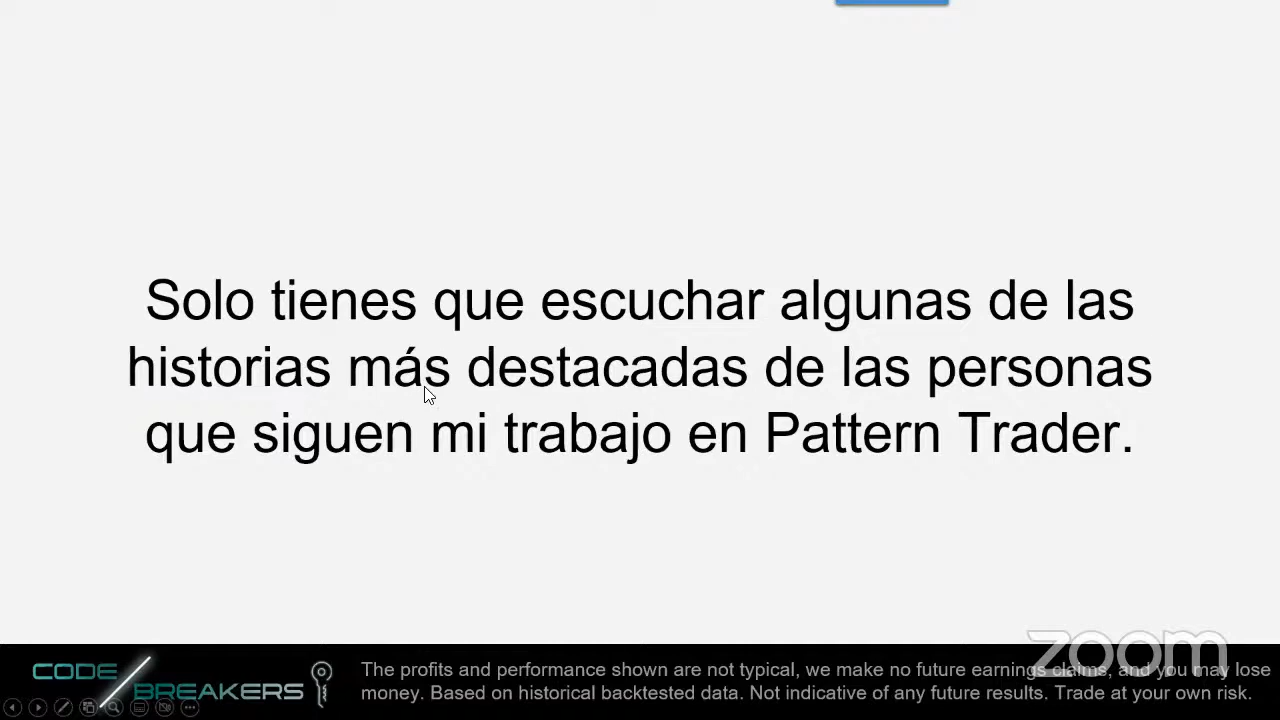 Solo tienes que escuchar algunas de las
historias más destacadas de las personas
que siguen mi trabajo en Pattern Trader.
zoom
CODE
BREAKERS
The profits and performance shown are not typical, we make no future earnings claims, and you may lose
money. Based on historical backtested data. Not indicative of any future results. Trade at your own risk.